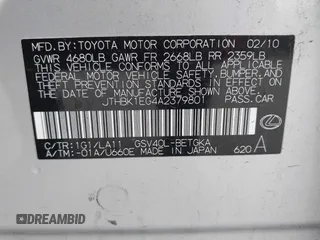 MFD. BY: TOYOTA MOTOR CORPORATION 02/10
GVWR 4680LB GAWR FR 2668LB RR 2359LB
THIS VEHICLE CONFORMS TO ALL APPLICABLE FEDERAL MOTOR VEHICLE SAFETY, BUMPER, AND THEFT PREVENTION STANDARDS IN EFFECT ON THE DATE OF MANUFACTURE SHOWN ABOVE.
JTHBK1EG4A2379801 PASS.CAR
C/TR:1G1/LA11 GSV40L-BETGKA
A/TM:-01A/U660E MADE IN JAPAN 620 A
DREAMBID